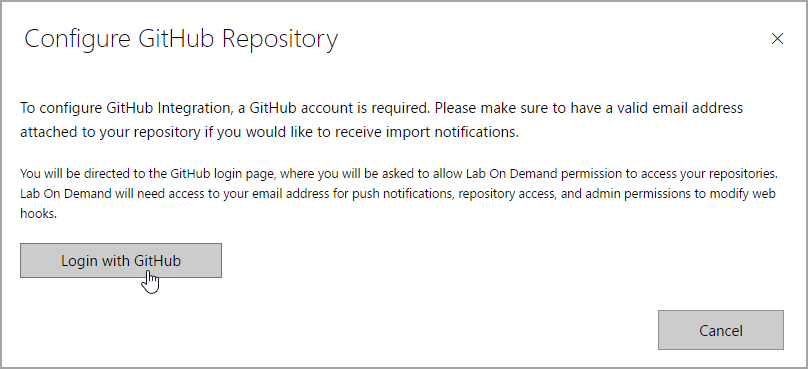 Configure GitHub Repository
To configure GitHub Integration, a GitHub account is required. Please make sure to have a valid email address
attached to your repository if you would like to receive import notifications.
You will be directed to the GitHub login page, where you will be asked to allow Lab On Demand permission to access your repositories.
Lab On Demand will need access to your email address for push notifications, repository access, and admin permissions to modify web
hooks.
Login with GitHub
Cancel